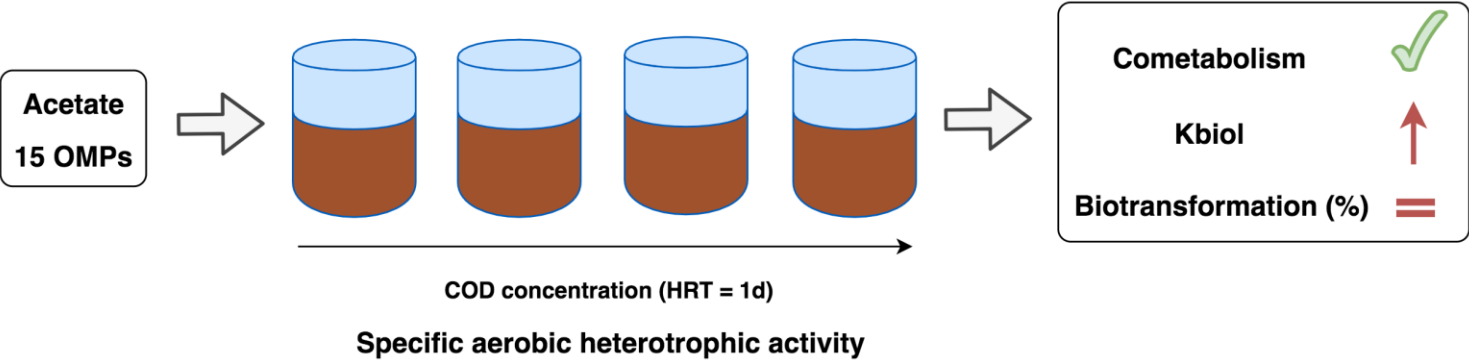 Acetate
15 OMPs
COD concentration (HRT = 1d)
Specific aerobic heterotrophic activity
Cometabolism
Kbiol
Biotransformation (%)